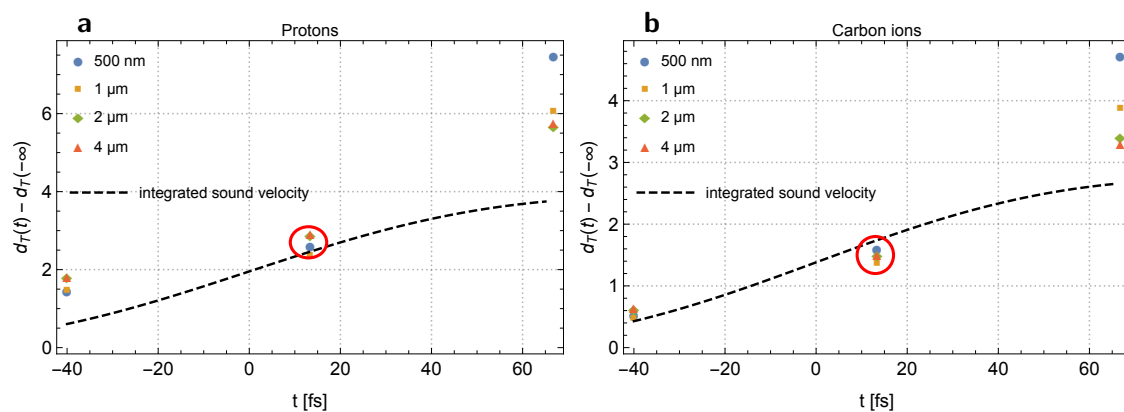 a
Protons
500 nm
1 μm
2 μm
4 μm
integrated sound velocity
d_T(t) − d_T(−∞)
0
2
4
6
−40
−20
0
20
40
60
t [fs]
b
Carbon ions
500 nm
1 μm
2 μm
4 μm
integrated sound velocity
d_T(t) − d_T(−∞)
0
1
2
3
4
−40
−20
0
20
40
60
t [fs]